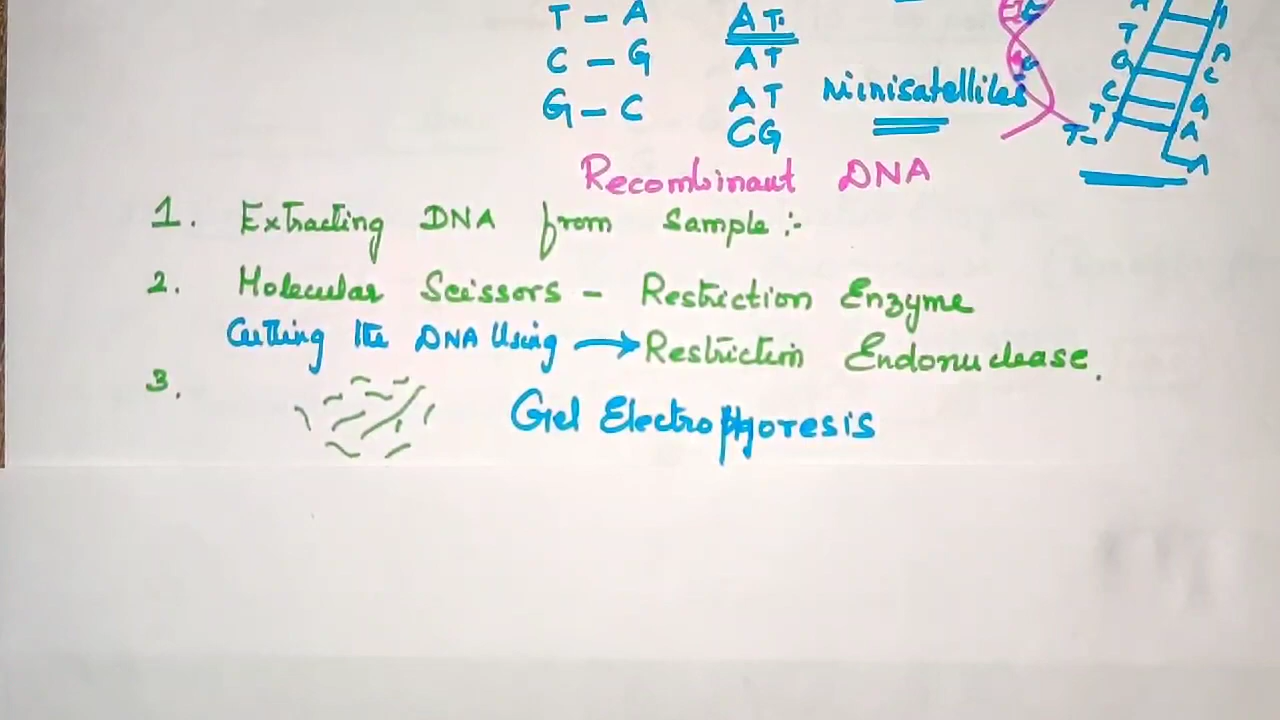 T – A
C – G
G – C
AT
AT
AT
CG
Minisatellites
Recombinant DNA
1. Extracting DNA from Sample :-
2. Molecular Scissors – Restriction Enzyme
Cutting the DNA Using → Restriction Endonuclease.
3. Gel Electrophoresis